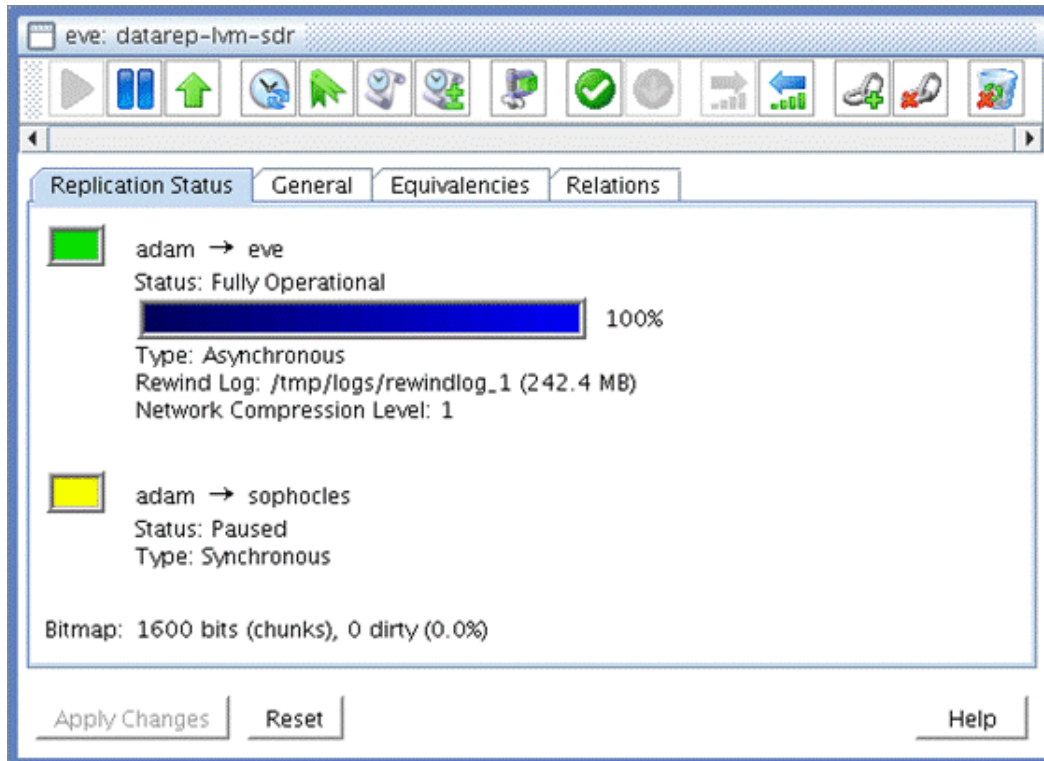 eve: datarep-lvm-sdr
Replication Status General Equivalencies Relations
adam → eve
Status: Fully Operational
100%
Type: Asynchronous
Rewind Log: /tmp/logs/rewindlog_1 (242.4 MB)
Network Compression Level: 1
adam → sophocles
Status: Paused
Type: Synchronous
Bitmap: 1600 bits (chunks), 0 dirty (0.0%)
Apply Changes Reset Help